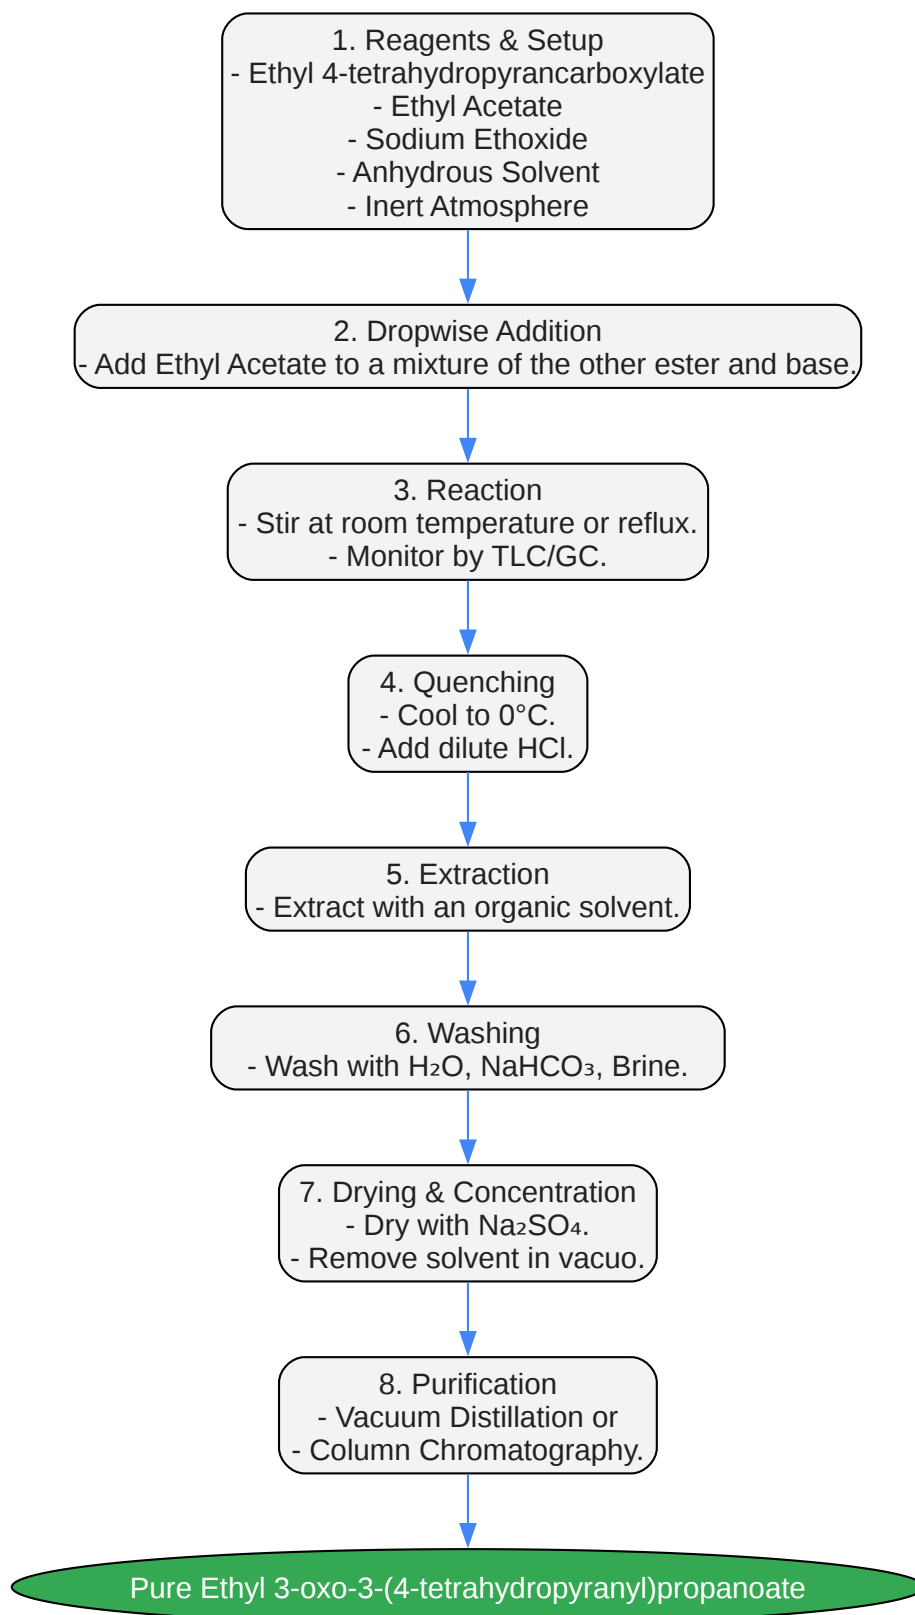 1. Reagents & Setup
- Ethyl 4-tetrahydropyrancarboxylate
- Ethyl Acetate
- Sodium Ethoxide
- Anhydrous Solvent
- Inert Atmosphere
2. Dropwise Addition
- Add Ethyl Acetate to a mixture of the other ester and base.
3. Reaction
- Stir at room temperature or reflux.
- Monitor by TLC/GC.
4. Quenching
- Cool to 0°C.
- Add dilute HCl.
5. Extraction
- Extract with an organic solvent.
6. Washing
- Wash with H₂O, NaHCO₃, Brine.
7. Drying & Concentration
- Dry with Na₂SO₄.
- Remove solvent in vacuo.
8. Purification
- Vacuum Distillation or
- Column Chromatography.
Pure Ethyl 3-oxo-3-(4-tetrahydropyranyl)propanoate